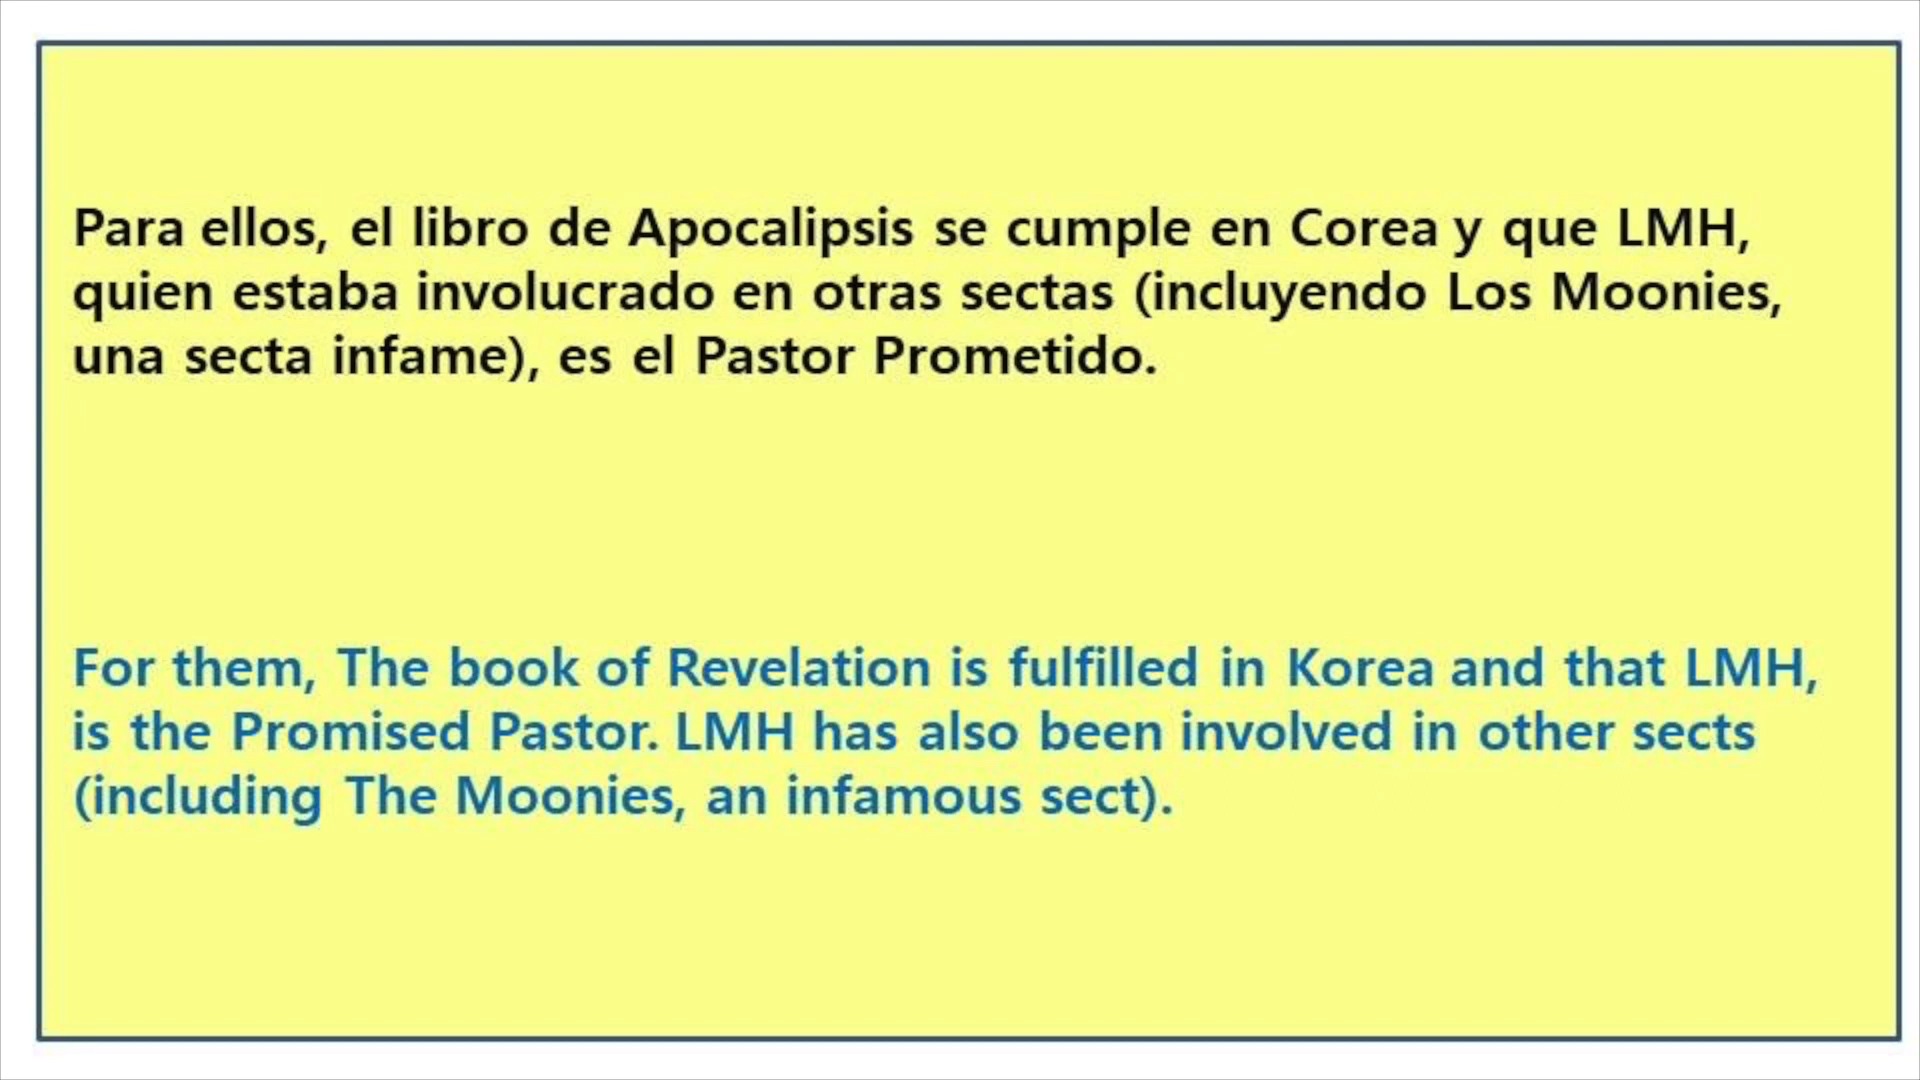 Para ellos, el libro de Apocalipsis se cumple en Corea y que LMH,
quien estaba involucrado en otras sectas (incluyendo Los Moonies,
una secta infame), es el Pastor Prometido.
For them, The book of Revelation is fulfilled in Korea and that LMH,
is the Promised Pastor. LMH has also been involved in other sects
(including The Moonies, an infamous sect).